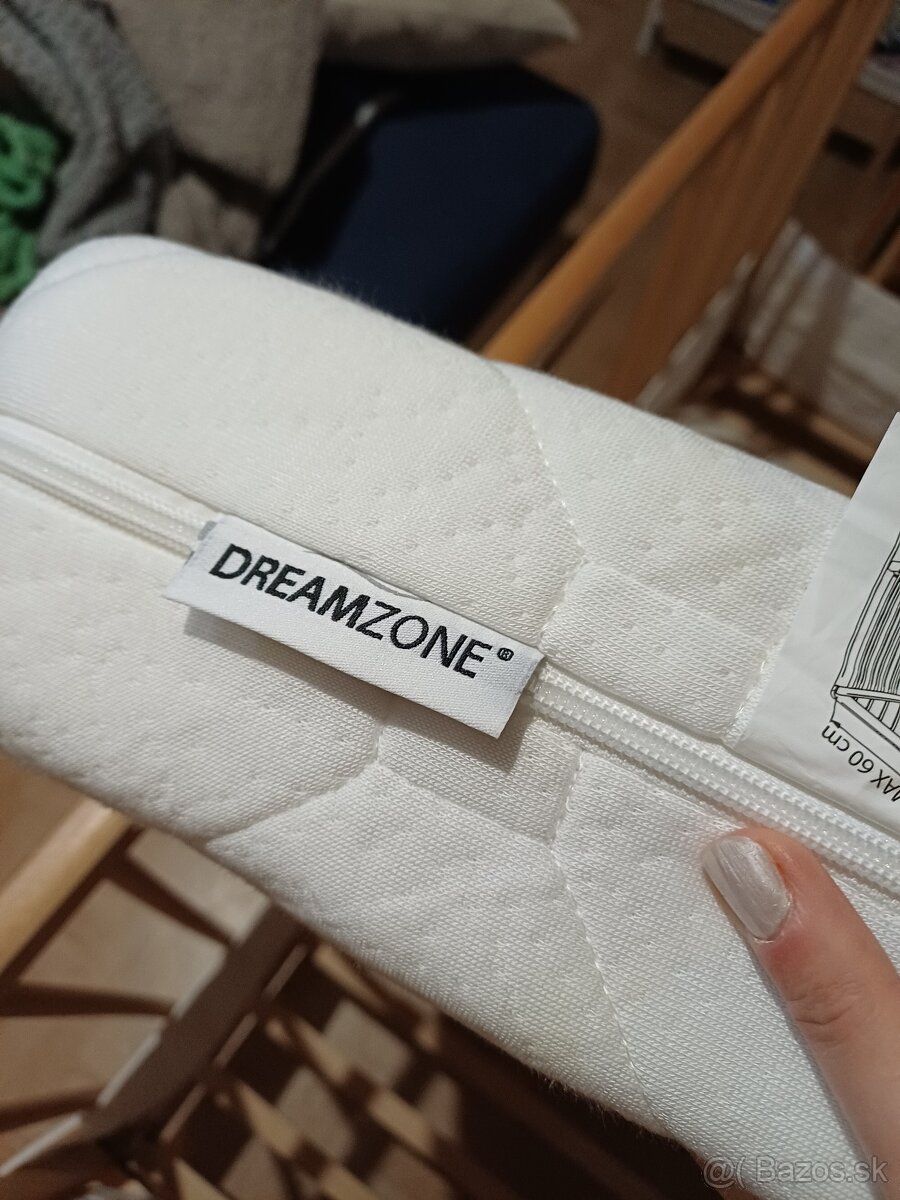 DREAMZONE®
MAX 60 cm
@( Bazos.sk